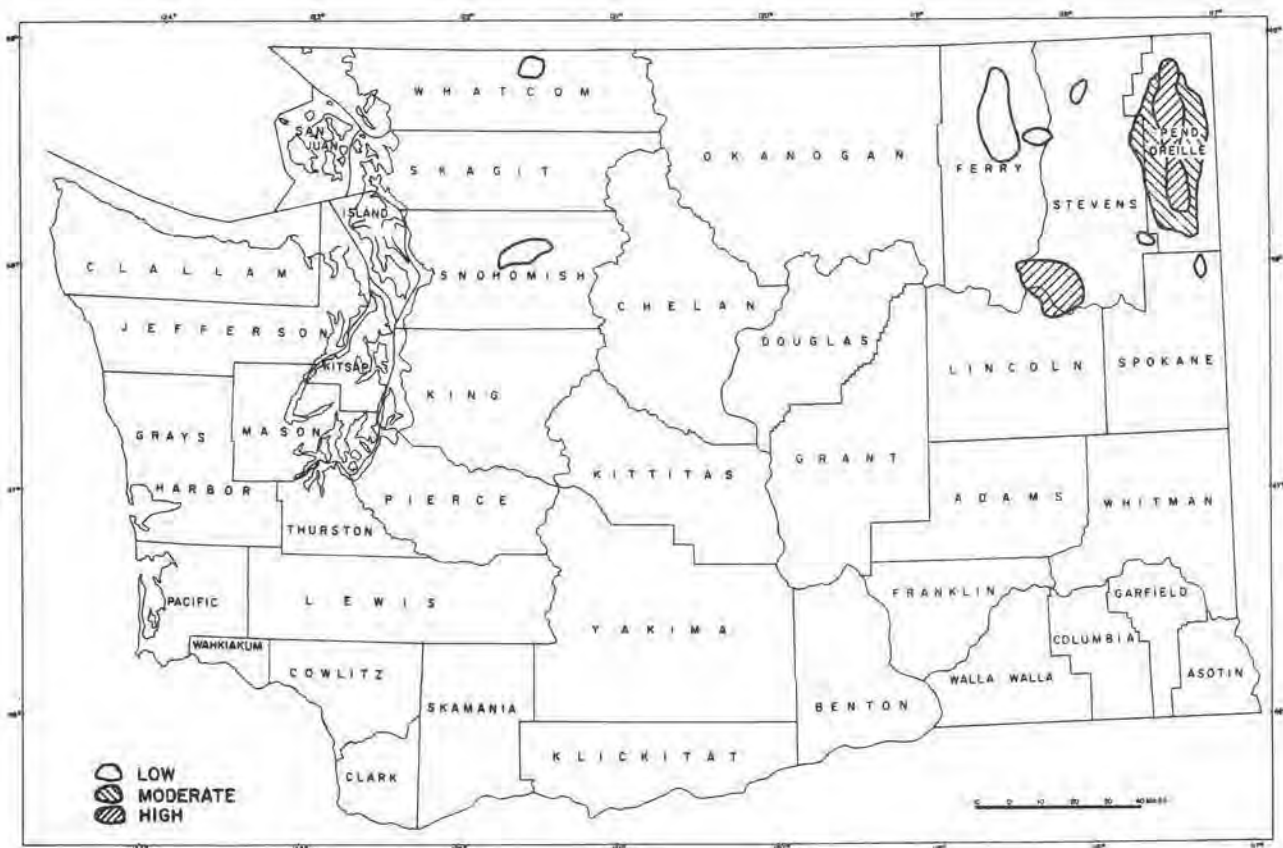 WHATCOM
SAN JUAN
SKAGIT
OKANOGAN
FERRY
STEVENS
PEND OREILLE
ISLAND
CLALLAM
SNOHOMISH
CHELAN
JEFFERSON
DOUGLAS
KITSAP
LINCOLN
SPOKANE
KING
GRAYS HARBOR
MASON
KITTITAS
GRANT
PIERCE
ADAMS
WHITMAN
THURSTON
PACIFIC
LEWIS
YAKIMA
FRANKLIN
GARFIELD
WAHKIAKUM
COWLITZ
COLUMBIA
SKAMANIA
BENTON
WALLA WALLA
ASOTIN
KLICKITAT
CLARK
LOW
MODERATE
HIGH